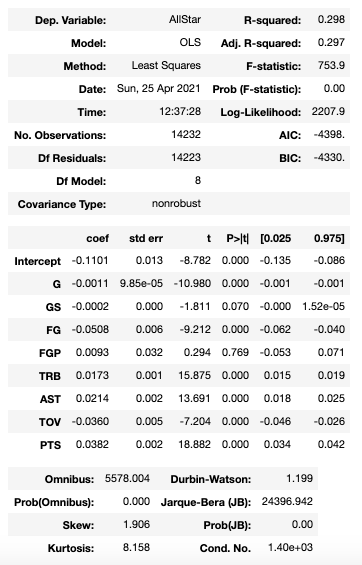 Dep. Variable: AllStar R-squared: 0.298
Model: OLS Adj. R-squared: 0.297
Method: Least Squares F-statistic: 753.9
Date: Sun, 25 Apr 2021 Prob (F-statistic): 0.00
Time: 12:37:28 Log-Likelihood: 2207.9
No. Observations: 14232 AIC: -4398.
Df Residuals: 14223 BIC: -4330.
Df Model: 8
Covariance Type: nonrobust
coef std err t P>|t| [0.025 0.975]
Intercept -0.1101 0.013 -8.782 0.000 -0.135 -0.086
G -0.0011 9.85e-05 -10.980 0.000 -0.001 -0.001
GS -0.0002 0.000 -1.811 0.070 -0.000 1.52e-05
FG -0.0508 0.006 -9.212 0.000 -0.062 -0.040
FGP 0.0093 0.032 0.294 0.769 -0.053 0.071
TRB 0.0173 0.001 15.875 0.000 0.015 0.019
AST 0.0214 0.002 13.691 0.000 0.018 0.025
TOV -0.0360 0.005 -7.204 0.000 -0.046 -0.026
PTS 0.0382 0.002 18.882 0.000 0.034 0.042
Omnibus: 5578.004 Durbin-Watson: 1.199
Prob(Omnibus): 0.000 Jarque-Bera (JB): 24396.942
Skew: 1.906 Prob(JB): 0.00
Kurtosis: 8.158 Cond. No. 1.40e+03